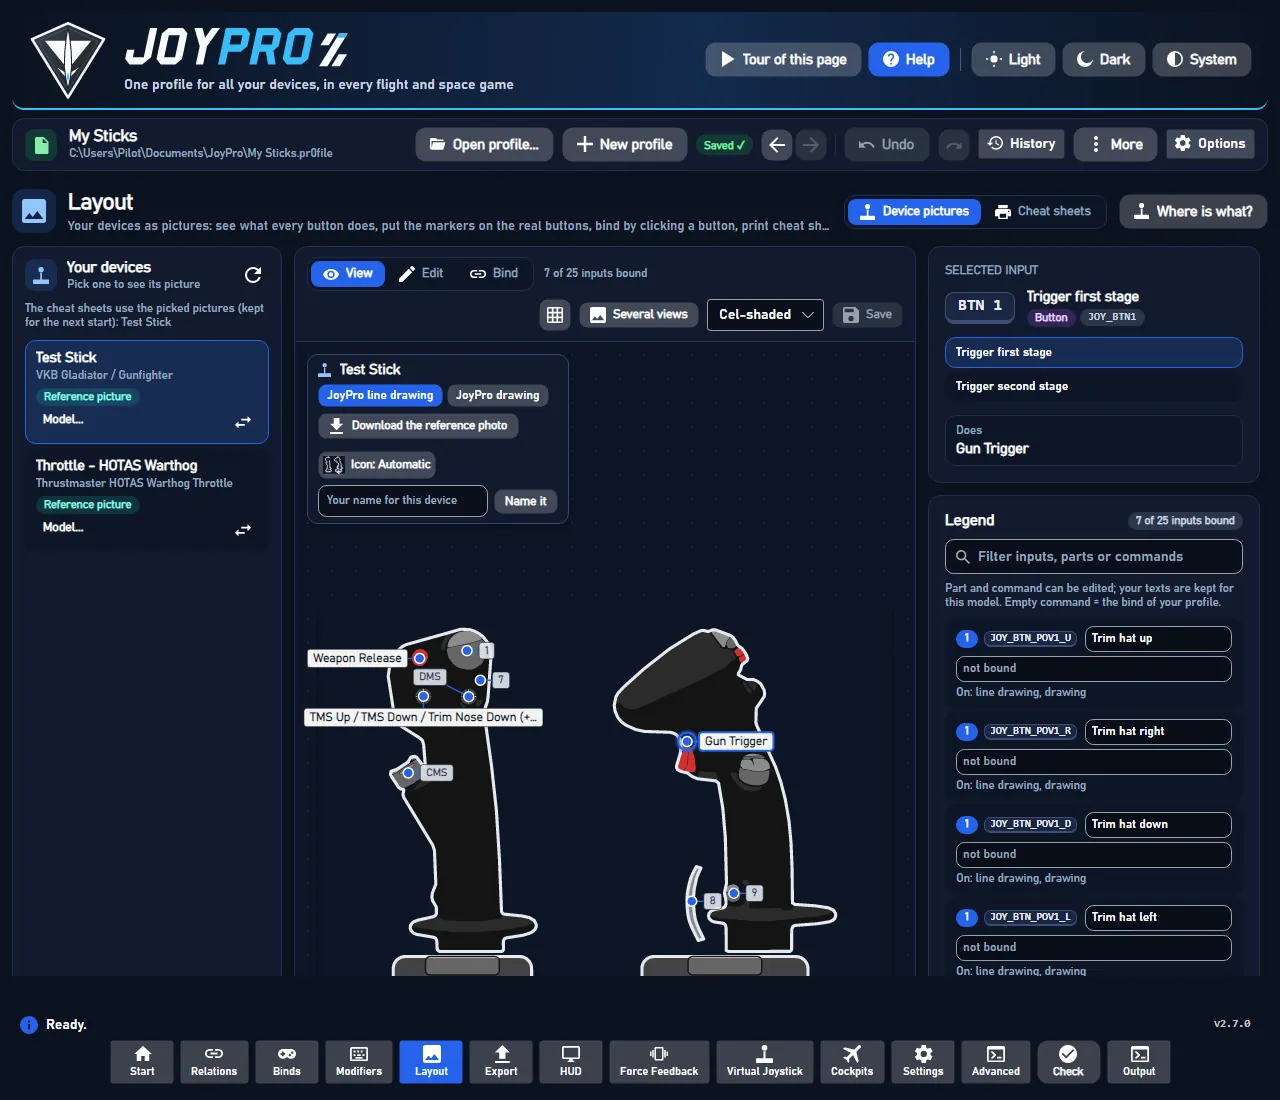 JOYPRO
One profile for all your devices, in every flight and space game
Tour of this page
Help
Light
Dark
System
My Sticks
C:\Users\Pilot\Documents\JoyPro\My Sticks.pr0file
Open profile...
New profile
Saved ✓
Undo
History
More
Options
Layout
Your devices as pictures: see what every button does, put the markers on the real buttons, bind by clicking a button, print cheat sh...
Device pictures
Cheat sheets
Where is what?
Your devices
Pick one to see its picture
The cheat sheets use the picked pictures (kept
for the next start): Test Stick
Test Stick
VKB Gladiator / Gunfighter
Reference picture
Model...
Throttle - HOTAS Warthog
Thrustmaster HOTAS Warthog Throttle
Reference picture
Model...
View
Edit
Bind
7 of 25 inputs bound
Several views
Cel-shaded
Save
Test Stick
JoyPro line drawing
JoyPro drawing
Download the reference photo
Icon: Automatic
Your name for this device
Name it
Weapon Release
1
DMS
7
TMS Up / TMS Down / Trim Nose Down (+...
CMS
Gun Trigger
8
9
SELECTED INPUT
BTN 1
Trigger first stage
Button
JOY_BTN1
Trigger first stage
Trigger second stage
Does
Gun Trigger
Legend
7 of 25 inputs bound
Filter inputs, parts or commands
Part and command can be edited; your texts are kept for
this model. Empty command = the bind of your profile.
1
JOY_BTN_POV1_U
Trim hat up
not bound
On: line drawing, drawing
1
JOY_BTN_POV1_R
Trim hat right
not bound
On: line drawing, drawing
1
JOY_BTN_POV1_D
Trim hat down
not bound
On: line drawing, drawing
1
JOY_BTN_POV1_L
Trim hat left
not bound
On: line drawing, drawing
Ready.
v2.7.0
Start
Relations
Binds
Modifiers
Layout
Export
HUD
Force Feedback
Virtual Joystick
Cockpits
Settings
Advanced
Check
Output